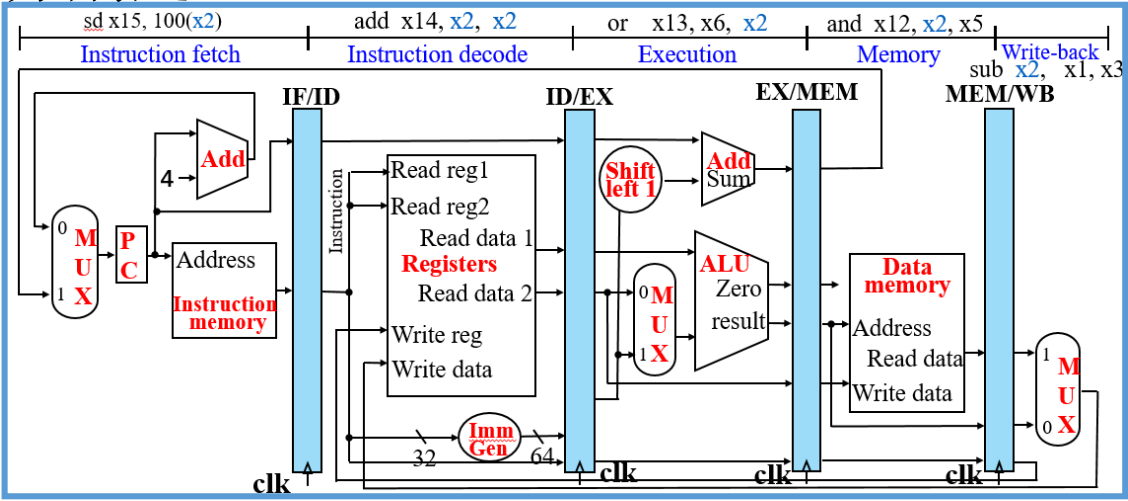 sd x15, 100(x2) add x14, x2, x2 or x13, x6, x2 and x12, x2, x5
Instruction fetch Instruction decode Execution Memory Write-back
sub x2, x1, x3
IF/ID ID/EX EX/MEM MEM/WB
Add
4
Shift
left 1
Add
Sum
Instruction
Read reg1
Read reg2
Read data 1
Registers
Read data 2
Write reg
Write data
0
M
U
X
1
P
C
Address
Instruction
memory
0
M
U
X
1
ALU
Zero
result
Data
memory
Address
Read data
Write data
1
M
U
X
0
Imm
Gen
32
64
clk clk clk clk